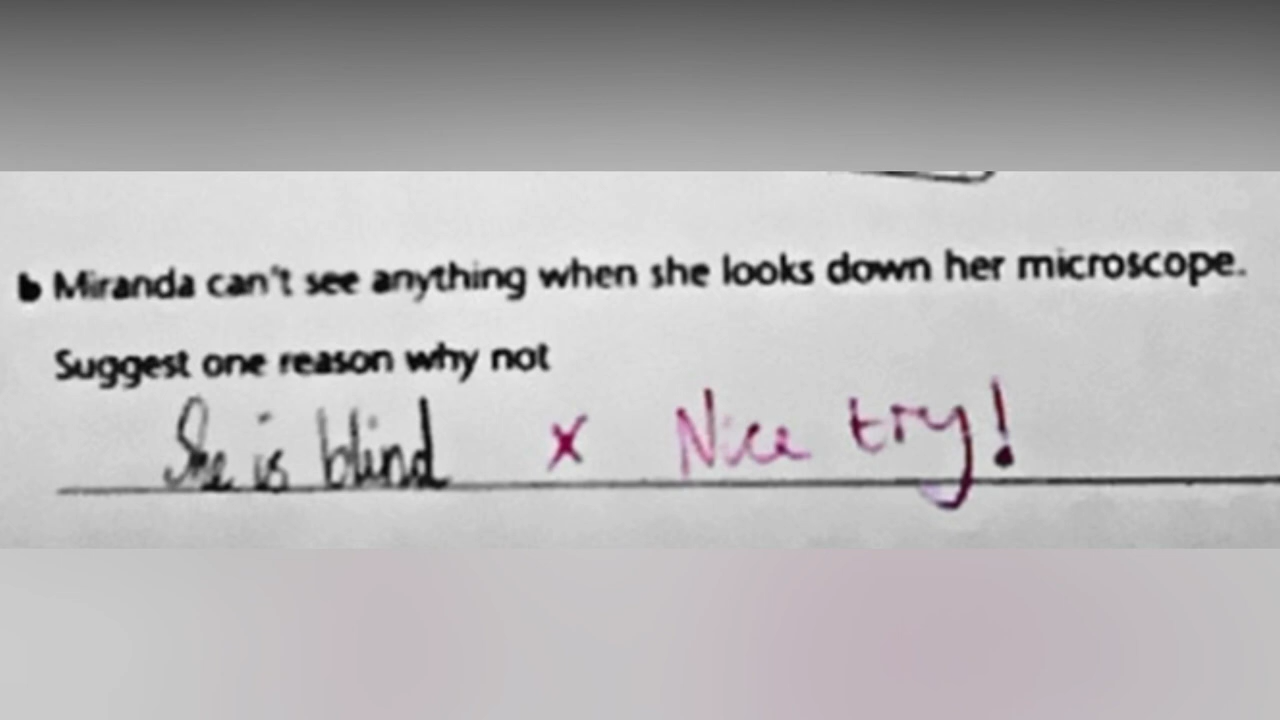 b Miranda can't see anything when she looks down her microscope.
Suggest one reason why not
She is blind x Nice try!